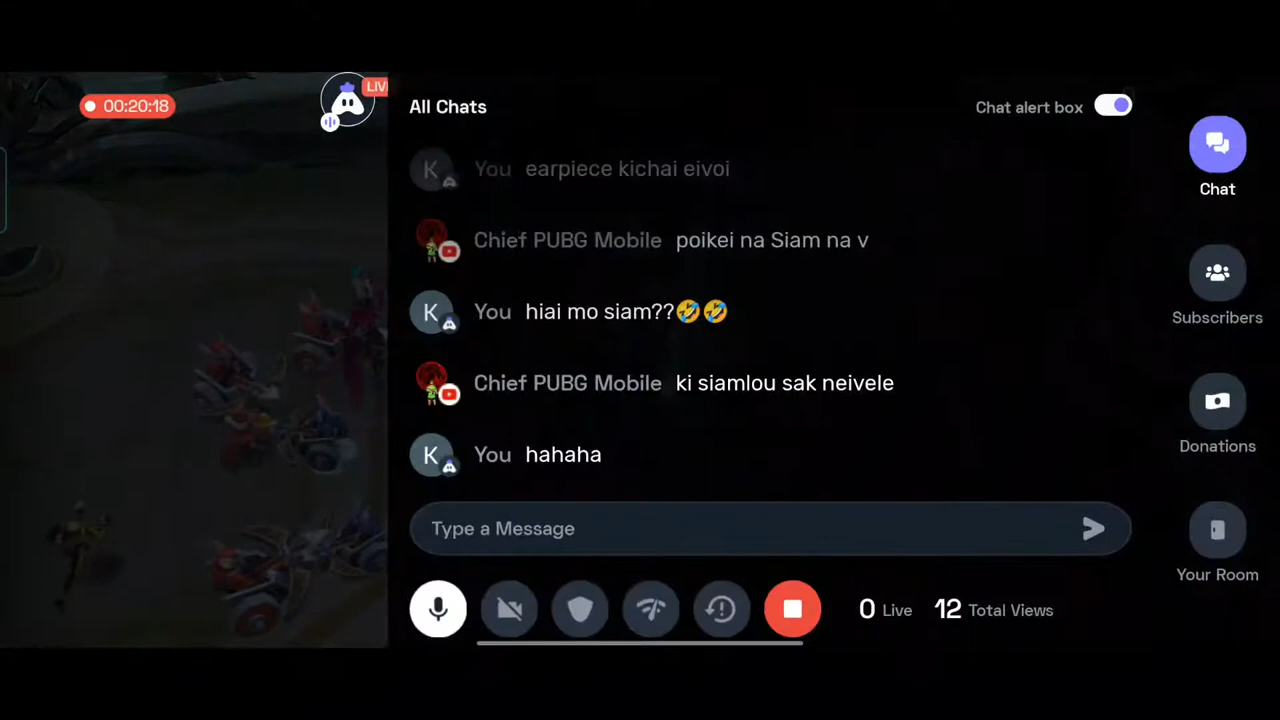 00:20:18
LIV
All Chats
Chat alert box
K You earpiece kichai eivoi
Chief PUBG Mobile poikei na Siam na v
K You hiai mo siam??🤣🤣
Chief PUBG Mobile ki siamlou sak neivele
K You hahaha
Type a Message
0 Live 12 Total Views
Chat
Subscribers
Donations
Your Room